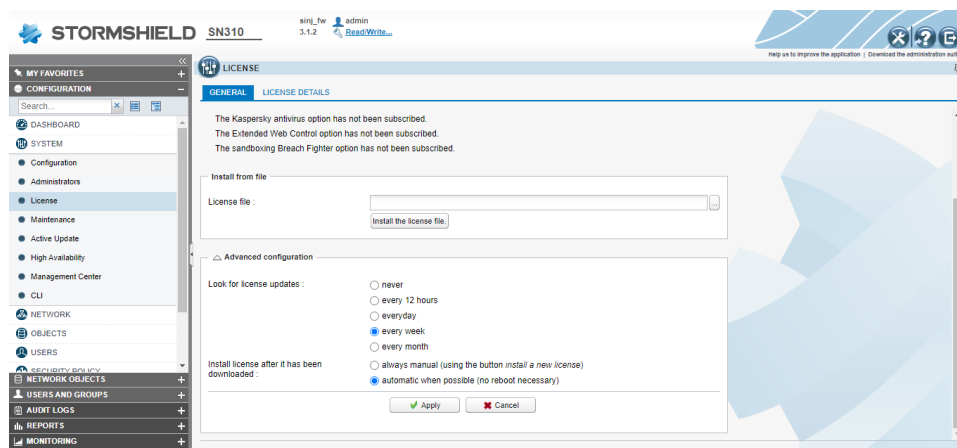 STORMSHIELD SN310
sinj_fw admin
3.1.2 Read/Write...
Help us to improve the application | Download the administration suit
MY FAVORITES
CONFIGURATION
Search...
DASHBOARD
SYSTEM
Configuration
Administrators
License
Maintenance
Active Update
High Availability
Management Center
CLI
NETWORK
OBJECTS
USERS
SECURITY POLICY
NETWORK OBJECTS
USERS AND GROUPS
AUDIT LOGS
REPORTS
MONITORING
LICENSE
GENERAL LICENSE DETAILS
The Kaspersky antivirus option has not been subscribed.
The Extended Web Control option has not been subscribed.
The sandboxing Breach Fighter option has not been subscribed.
Install from file
License file :
...
Install the license file.
Advanced configuration
Look for license updates :
never
every 12 hours
everyday
every week
every month
Install license after it has been
downloaded :
always manual (using the button install a new license)
automatic when possible (no reboot necessary)
Apply Cancel